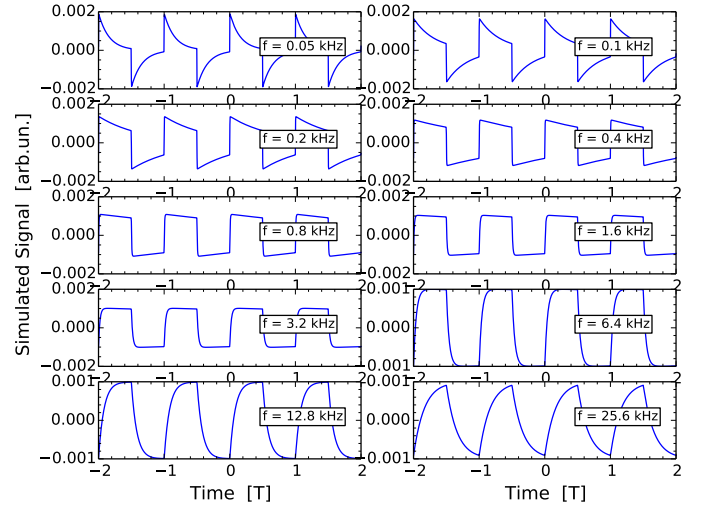 0.002
0.000
−0.002
f = 0.05 kHz
−2 −1 0 1 2
0.002
0.000
−0.002
f = 0.1 kHz
−2 −1 0 1 2
0.002
0.000
−0.002
f = 0.2 kHz
−2 −1 0 1 2
0.002
0.000
−0.002
f = 0.4 kHz
−2 −1 0 1 2
0.002
0.000
−0.002
f = 0.8 kHz
−2 −1 0 1 2
0.002
0.000
−0.002
f = 1.6 kHz
−2 −1 0 1 2
0.002
0.000
−0.002
f = 3.2 kHz
−2 −1 0 1 2
0.001
0.000
−0.001
f = 6.4 kHz
−2 −1 0 1 2
0.001
0.000
−0.001
f = 12.8 kHz
−2 −1 0 1 2
0.001
0.000
−0.001
f = 25.6 kHz
−2 −1 0 1 2
Simulated Signal [arb.un.]
Time [T]
Time [T]